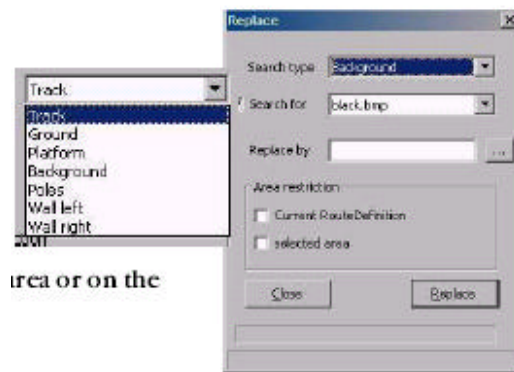 Replace
Search type Background
Search for black.bmp
Replace by ...
Area restriction
Current RouteDefinition
selected area
Close Replace
Track
Track
Ground
Platform
Background
Poles
Wall left
Wall right
area or on the